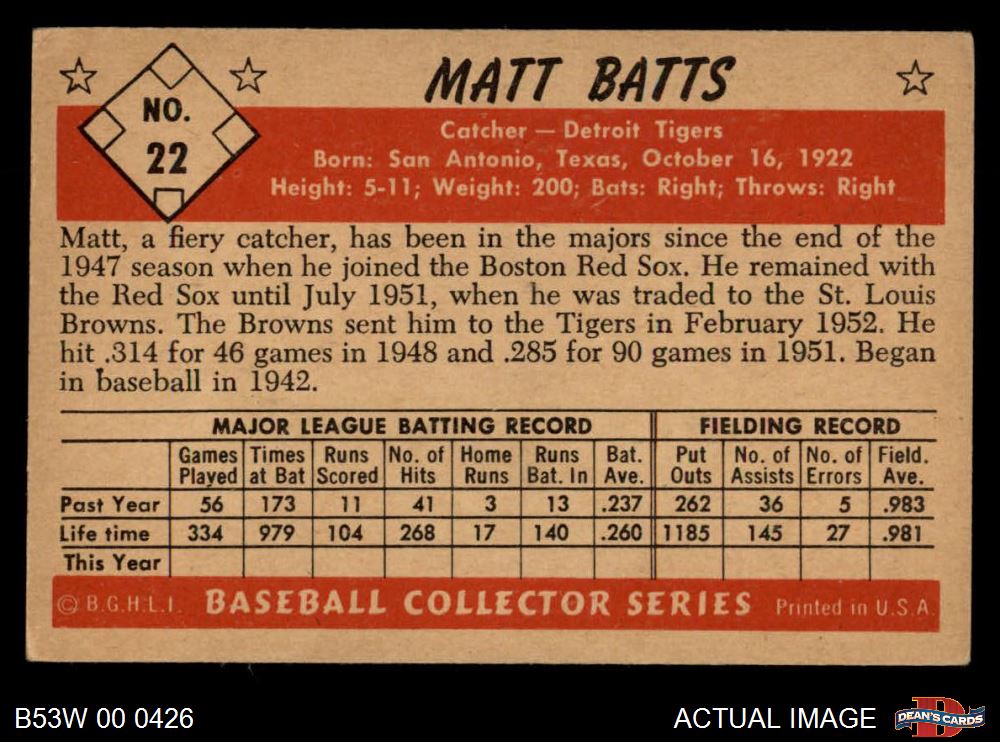 NO.
22
MATT BATTS
Catcher — Detroit Tigers
Born: San Antonio, Texas, October 16, 1922
Height: 5-11; Weight: 200; Bats: Right; Throws: Right
Matt, a fiery catcher, has been in the majors since the end of the
1947 season when he joined the Boston Red Sox. He remained with
the Red Sox until July 1951, when he was traded to the St. Louis
Browns. The Browns sent him to the Tigers in February 1952. He
hit .314 for 46 games in 1948 and .285 for 90 games in 1951. Began
in baseball in 1942.
MAJOR LEAGUE BATTING RECORD FIELDING RECORD
Games Times Runs No. of Home Runs Bat. Put No. of No. of Field.
Played at Bat Scored Hits Runs Bat. In Ave. Outs Assists Errors Ave.
Past Year 56 173 11 41 3 13 .237 262 36 5 .983
Life time 334 979 104 268 17 140 .260 1185 145 27 .981
This Year
© B.G.H.L.I. BASEBALL COLLECTOR SERIES Printed in U.S.A.
B53W 00 0426 ACTUAL IMAGE DEAN'S CARDS